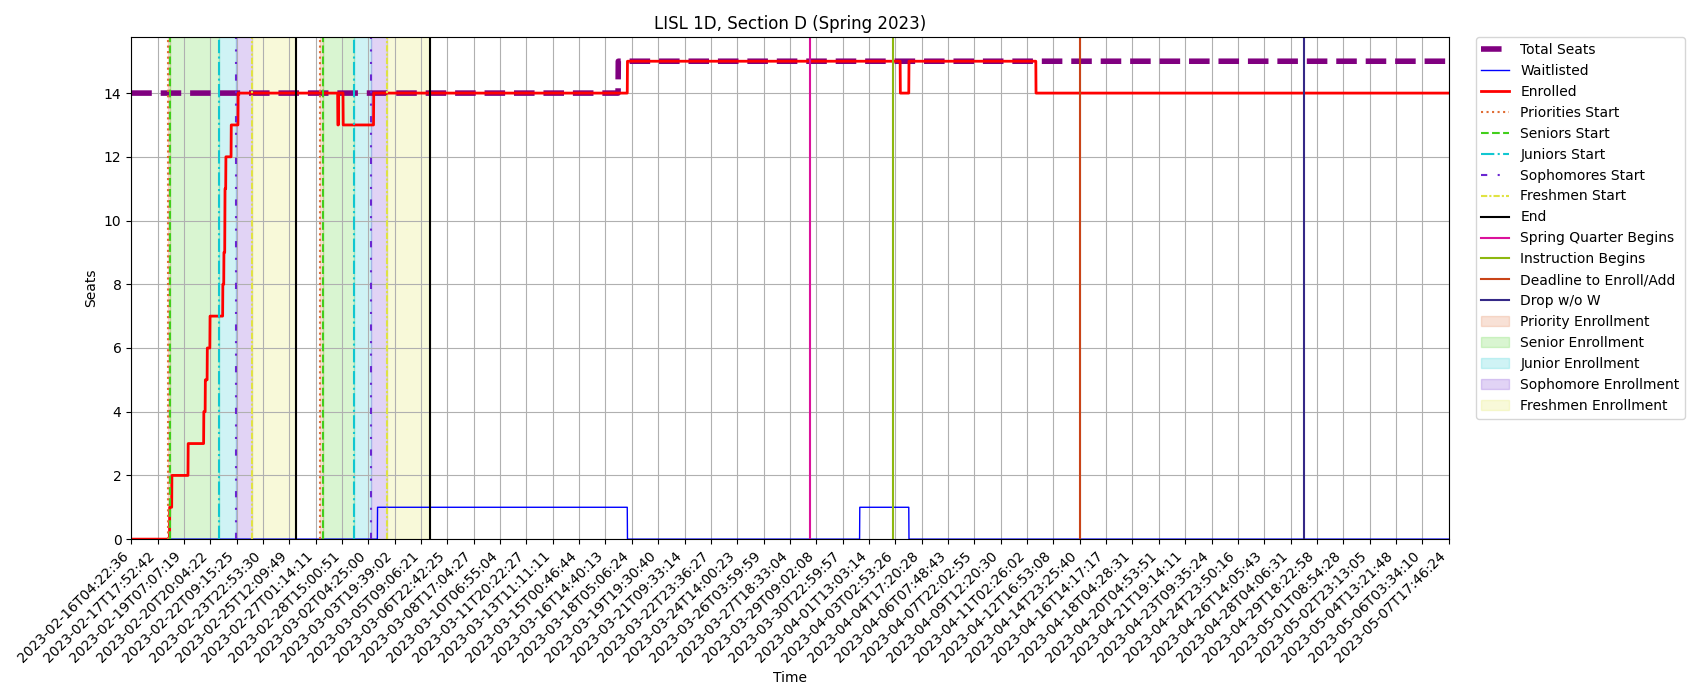 LISL 1D, Section D (Spring 2023)
Total Seats
Waitlisted
Enrolled
Priorities Start
Seniors Start
Juniors Start
Sophomores Start
Freshmen Start
End
Spring Quarter Begins
Instruction Begins
Deadline to Enroll/Add
Drop w/o W
Priority Enrollment
Senior Enrollment
Junior Enrollment
Sophomore Enrollment
Freshmen Enrollment
Seats
14
12
10
8
6
4
2
0
2023-02-16T04:22:36
2023-02-17T17:52:42
2023-02-19T07:07:19
2023-02-20T20:04:22
2023-02-22T09:15:25
2023-02-23T22:53:30
2023-02-25T12:09:49
2023-02-27T01:14:11
2023-02-28T15:00:51
2023-03-02T04:25:00
2023-03-03T19:39:02
2023-03-05T09:06:21
2023-03-06T22:42:25
2023-03-08T17:04:27
2023-03-10T06:55:04
2023-03-11T20:22:27
2023-03-13T11:11:11
2023-03-15T00:46:44
2023-03-16T14:40:13
2023-03-18T05:06:24
2023-03-19T19:30:40
2023-03-21T09:33:14
2023-03-22T23:36:27
2023-03-24T14:00:23
2023-03-26T03:59:59
2023-03-27T18:33:04
2023-03-29T09:02:08
2023-03-30T22:59:57
2023-04-01T13:03:14
2023-04-03T02:53:26
2023-04-04T17:20:28
2023-04-06T07:48:43
2023-04-07T22:02:55
2023-04-09T12:20:30
2023-04-11T02:26:02
2023-04-12T16:53:08
2023-04-14T23:25:40
2023-04-16T14:17:17
2023-04-18T04:28:31
2023-04-20T04:53:51
2023-04-21T19:14:11
2023-04-23T09:35:24
2023-04-24T23:50:16
2023-04-26T14:05:43
2023-04-28T04:06:31
2023-04-29T18:22:58
2023-05-01T08:54:28
2023-05-02T23:13:05
2023-05-04T13:21:48
2023-05-06T03:34:10
2023-05-07T17:46:24
Time